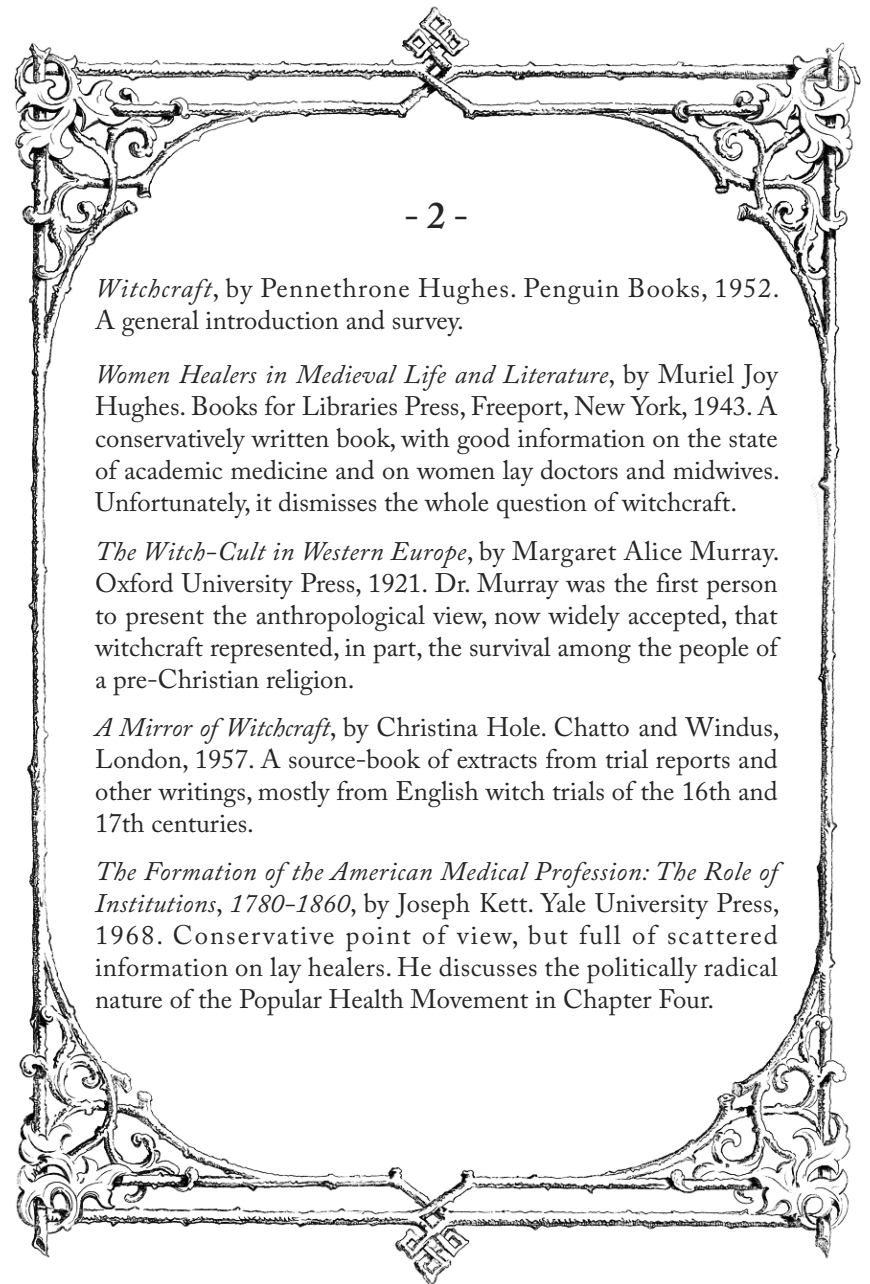 - 2 -
Witchcraft, by Pennethrone Hughes. Penguin Books, 1952.
A general introduction and survey.
Women Healers in Medieval Life and Literature, by Muriel Joy
Hughes. Books for Libraries Press, Freeport, New York, 1943. A
conservatively written book, with good information on the state
of academic medicine and on women lay doctors and midwives.
Unfortunately, it dismisses the whole question of witchcraft.
The Witch-Cult in Western Europe, by Margaret Alice Murray.
Oxford University Press, 1921. Dr. Murray was the first person
to present the anthropological view, now widely accepted, that
witchcraft represented, in part, the survival among the people of
a pre-Christian religion.
A Mirror of Witchcraft, by Christina Hole. Chatto and Windus,
London, 1957. A source-book of extracts from trial reports and
other writings, mostly from English witch trials of the 16th and
17th centuries.
The Formation of the American Medical Profession: The Role of
Institutions, 1780-1860, by Joseph Kett. Yale University Press,
1968. Conservative point of view, but full of scattered
information on lay healers. He discusses the politically radical
nature of the Popular Health Movement in Chapter Four.